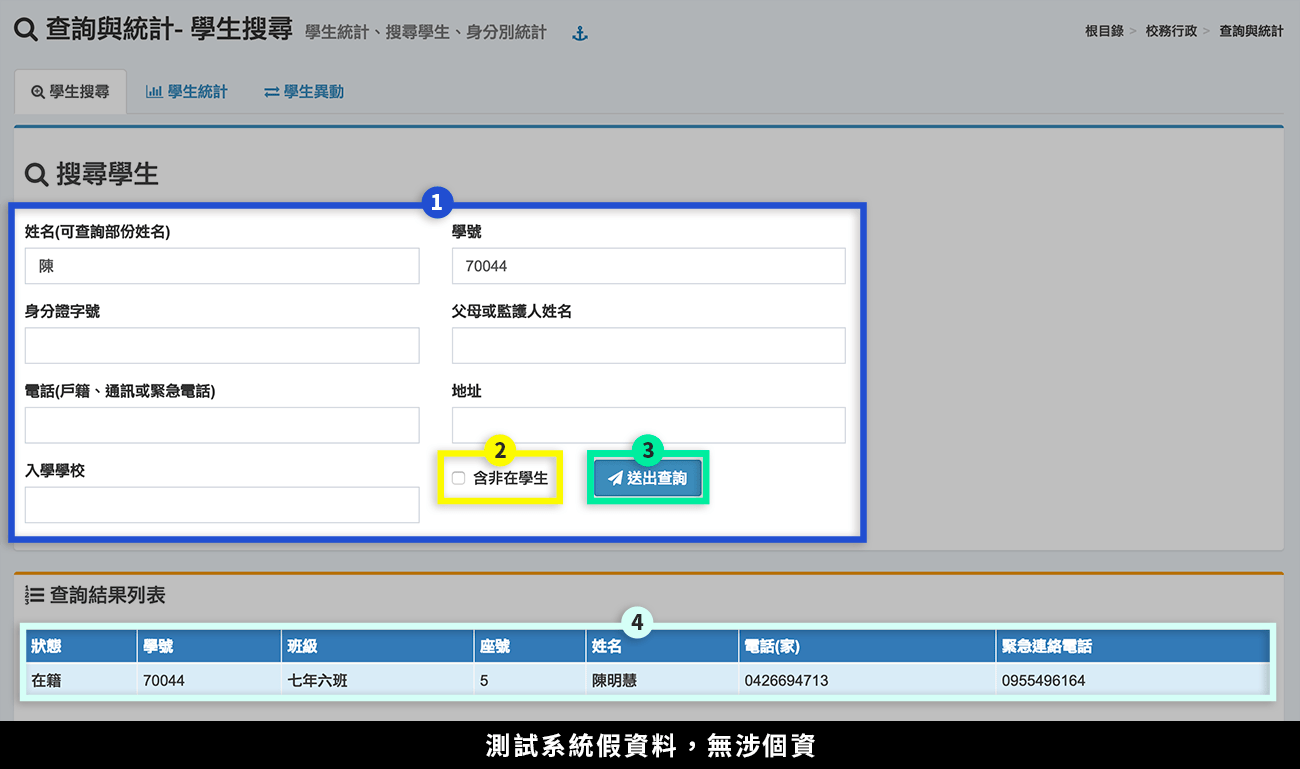 查詢與統計- 學生搜尋 學生統計、搜尋學生、身分別統計
根目錄 > 校務行政 > 查詢與統計
學生搜尋 學生統計 學生異動
搜尋學生
1
姓名(可查詢部份姓名) 學號
陳 70044
身分證字號 父母或監護人姓名
電話(戶籍、通訊或緊急電話) 地址
2 3
入學學校 含非在學生 送出查詢
查詢結果列表
4
狀態 學號 班級 座號 姓名 電話(家) 緊急連絡電話
在籍 70044 七年六班 5 陳明慧 0426694713 0955496164
測試系統假資料，無涉個資